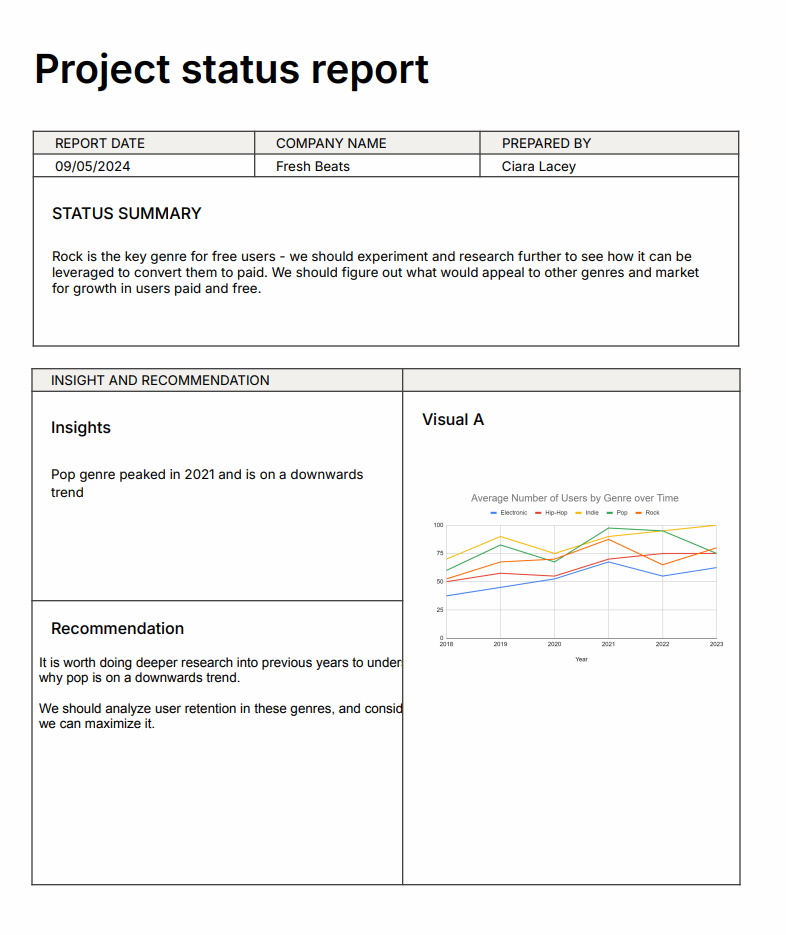 Project status report
REPORT DATE COMPANY NAME PREPARED BY
09/05/2024 Fresh Beats Ciara Lacey
STATUS SUMMARY
Rock is the key genre for free users - we should experiment and research further to see how it can be
leveraged to convert them to paid. We should figure out what would appeal to other genres and market
for growth in users paid and free.
INSIGHT AND RECOMMENDATION
Insights
Pop genre peaked in 2021 and is on a downwards
trend
Recommendation
It is worth doing deeper research into previous years to under
why pop is on a downwards trend.
We should analyze user retention in these genres, and consid
we can maximize it.
Visual A
Average Number of Users by Genre over Time
Electronic Hip-Hop Indie Pop Rock
100
75
50
25
0
2018 2019 2020 2021 2022 2023
Year